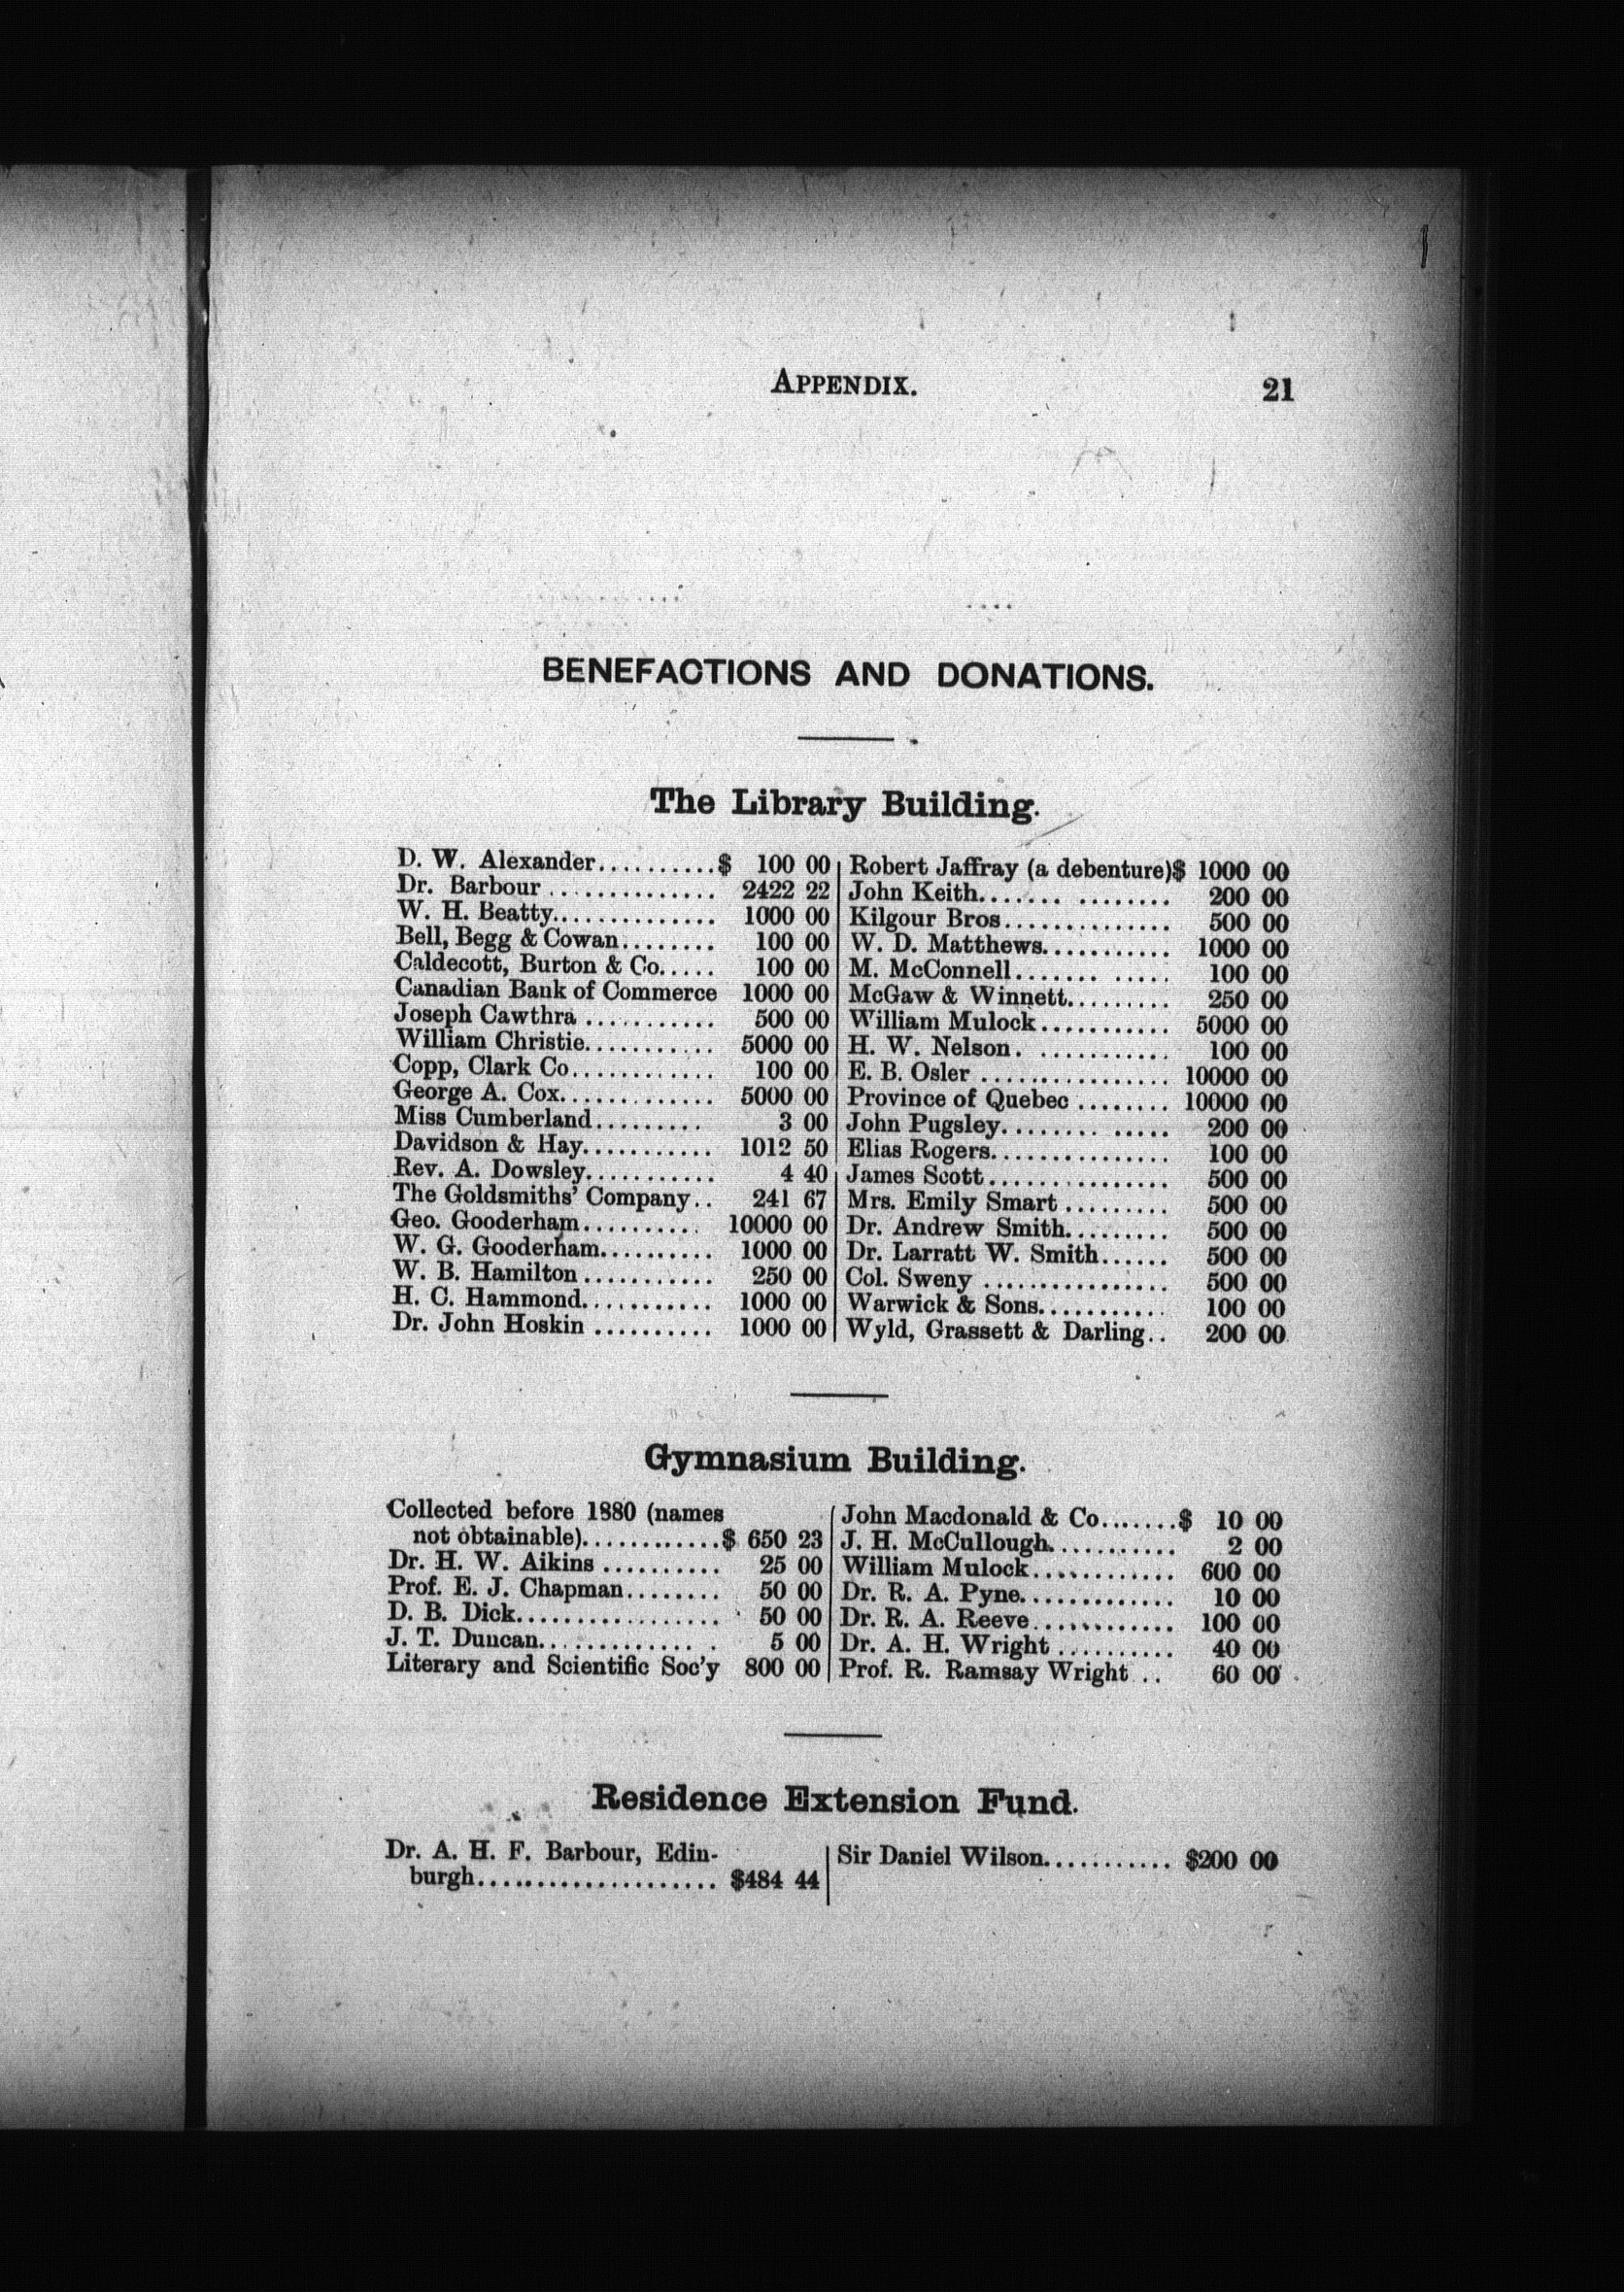 APPENDIX. 21
BENEFACTIONS AND DONATIONS.
The Library Building.
D. W. Alexander..........$ 100 00
Dr. Barbour .............. 2422 22
W. H. Beatty.............. 1000 00
Bell, Begg & Cowan........ 100 00
Caldecott, Burton & Co..... 100 00
Canadian Bank of Commerce 1000 00
Joseph Cawthra ........... 500 00
William Christie........... 5000 00
Copp, Clark Co............ 100 00
George A. Cox............. 5000 00
Miss Cumberland......... 3 00
Davidson & Hay........... 1012 50
Rev. A. Dowsley........... 4 40
The Goldsmiths' Company.. 241 67
Geo. Gooderham.......... 10000 00
W. G. Gooderham.......... 1000 00
W. B. Hamilton ........... 250 00
H. C. Hammond........... 1000 00
Dr. John Hoskin .......... 1000 00
Robert Jaffray (a debenture)$ 1000 00
John Keith....... ........ 200 00
Kilgour Bros.............. 500 00
W. D. Matthews........... 1000 00
M. McConnell....... ..... 100 00
McGaw & Winnett......... 250 00
William Mulock........... 5000 00
H. W. Nelson. ........... 100 00
E. B. Osler ................ 10000 00
Province of Quebec ........ 10000 00
John Pugsley........ ..... 200 00
Elias Rogers............... 100 00
James Scott............... 500 00
Mrs. Emily Smart ......... 500 00
Dr. Andrew Smith......... 500 00
Dr. Larratt W. Smith...... 500 00
Col. Sweny ................ 500 00
Warwick & Sons........... 100 00
Wyld, Grassett & Darling.. 200 00
Gymnasium Building.
Collected before 1880 (names
not obtainable)............$ 650 23
Dr. H. W. Aikins .......... 25 00
Prof. E. J. Chapman........ 50 00
D. B. Dick................. 50 00
J. T. Duncan............. . 5 00
Literary and Scientific Soc'y 800 00
John Macdonald & Co.......$ 10 00
J. H. McCullough........... 2 00
William Mulock............ 600 00
Dr. R. A. Pyne............. 10 00
Dr. R. A. Reeve............ 100 00
Dr. A. H. Wright .......... 40 00
Prof. R. Ramsay Wright .. 60 00
Residence Extension Fund.
Dr. A. H. F. Barbour, Edin-
burgh.................... $484 44
Sir Daniel Wilson........... $200 00